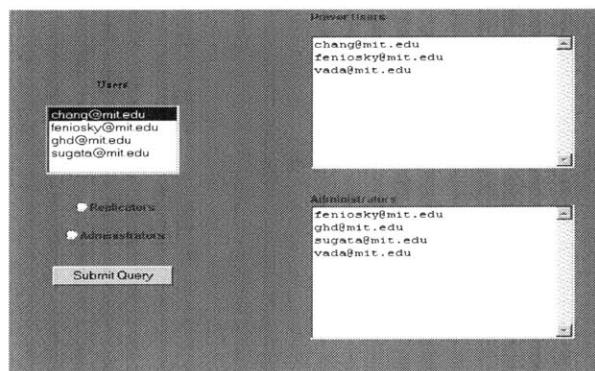 Users
chang@mit.edu
feniosky@mit.edu
ghd@mit.edu
sugata@mit.edu
Replicators
Administrators
Submit Query
Power Users
chang@mit.edu
feniosky@mit.edu
vada@mit.edu
Administrators
feniosky@mit.edu
ghd@mit.edu
sugata@mit.edu
vada@mit.edu